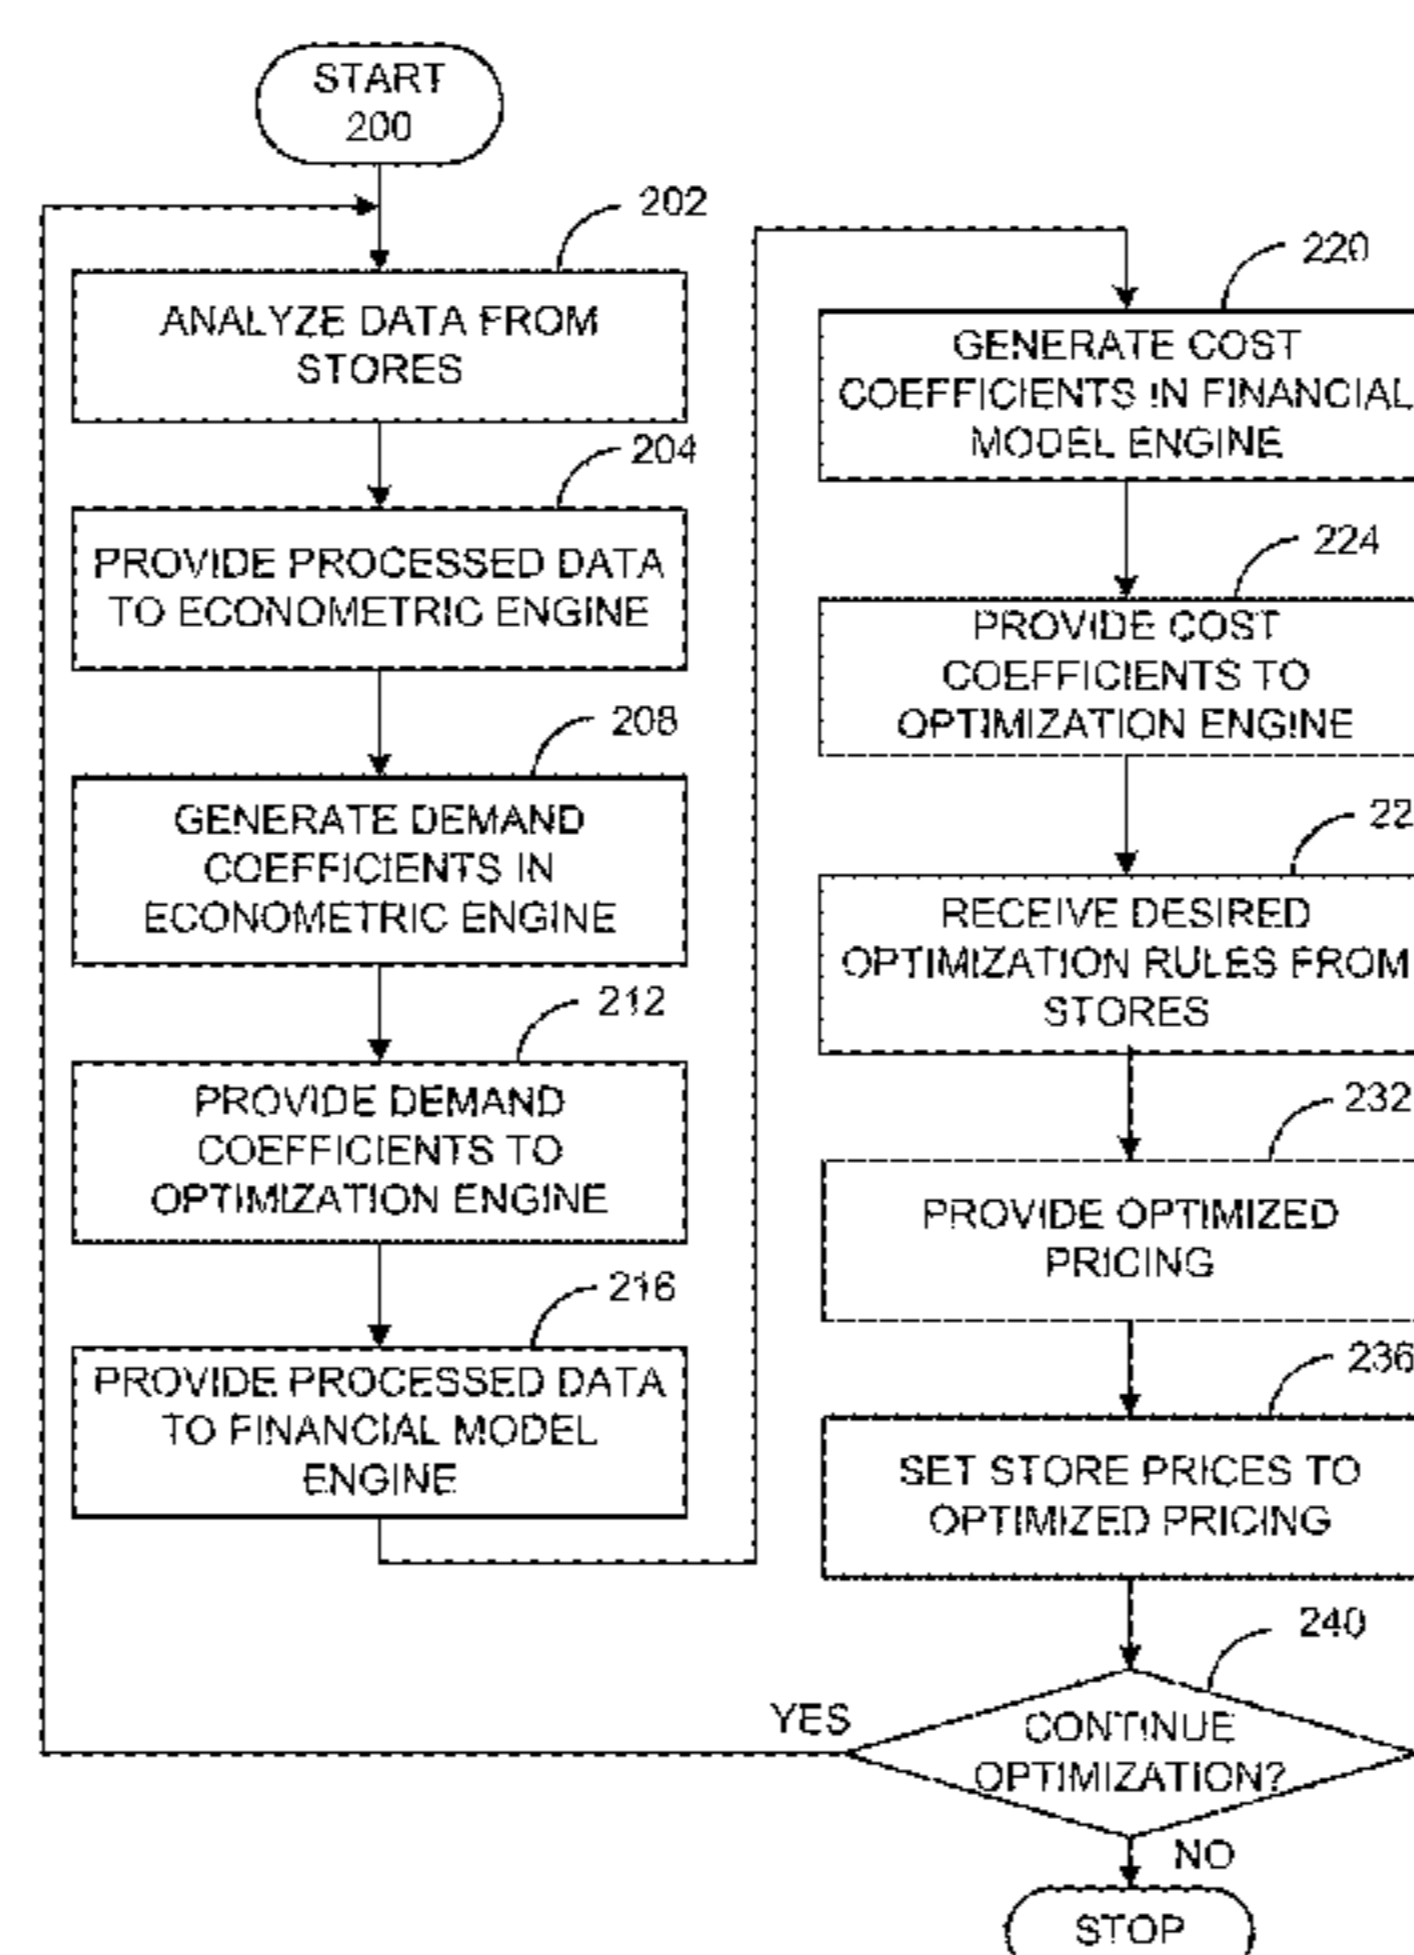 START
200
202
ANALYZE DATA FROM
STORES
204
PROVIDE PROCESSED DATA
TO ECONOMETRIC ENGINE
208
GENERATE DEMAND
COEFFICIENTS IN
ECONOMETRIC ENGINE
212
PROVIDE DEMAND
COEFFICIENTS TO
OPTIMIZATION ENGINE
216
PROVIDE PROCESSED DATA
TO FINANCIAL MODEL
ENGINE
220
GENERATE COST
COEFFICIENTS IN FINANCIAL
MODEL ENGINE
224
PROVIDE COST
COEFFICIENTS TO
OPTIMIZATION ENGINE
22
RECEIVE DESIRED
OPTIMIZATION RULES FROM
STORES
232
PROVIDE OPTIMIZED
PRICING
236
SET STORE PRICES TO
OPTIMIZED PRICING
240
YES
CONTINUE
OPTIMIZATION?
NO
STOP